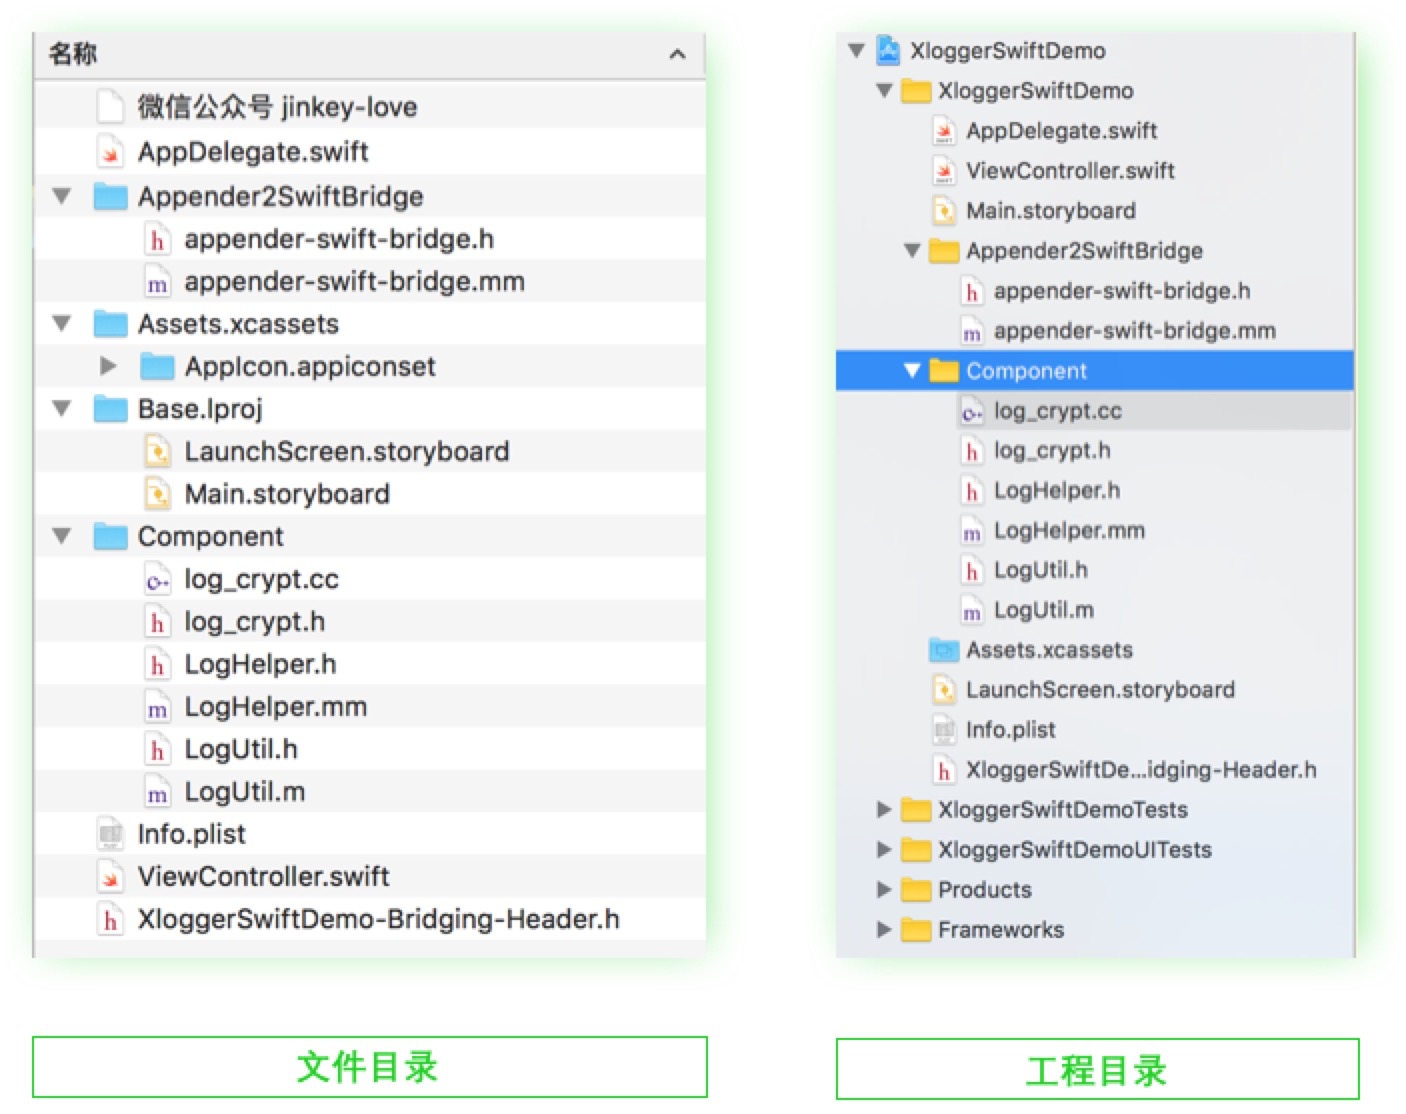 名称
微信公众号 jinkey-love
AppDelegate.swift
Appender2SwiftBridge
appender-swift-bridge.h
appender-swift-bridge.mm
Assets.xcassets
AppIcon.appiconset
Base.lproj
LaunchScreen.storyboard
Main.storyboard
Component
log_crypt.cc
log_crypt.h
LogHelper.h
LogHelper.mm
LogUtil.h
LogUtil.m
Info.plist
ViewController.swift
XloggerSwiftDemo-Bridging-Header.h
文件目录
XloggerSwiftDemo
XloggerSwiftDemo
AppDelegate.swift
ViewController.swift
Main.storyboard
Appender2SwiftBridge
appender-swift-bridge.h
appender-swift-bridge.mm
Component
log_crypt.cc
log_crypt.h
LogHelper.h
LogHelper.mm
LogUtil.h
LogUtil.m
Assets.xcassets
LaunchScreen.storyboard
Info.plist
XloggerSwiftDe...idging-Header.h
XloggerSwiftDemoTests
XloggerSwiftDemoUITests
Products
Frameworks
工程目录